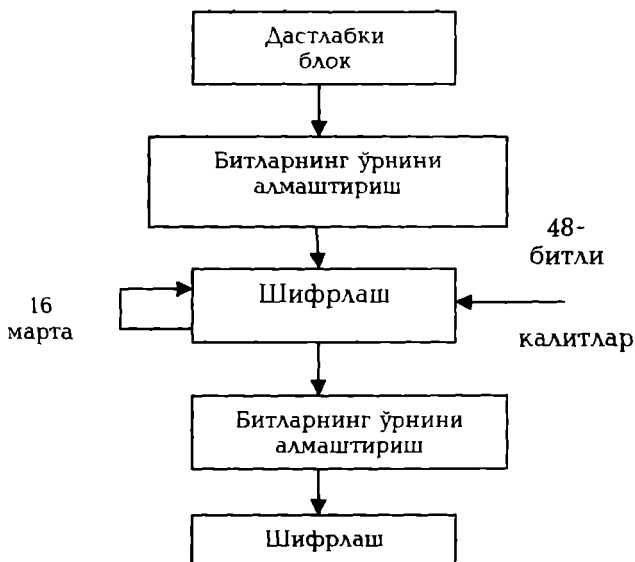 Дастлабки
блок
Битларнинг ўрнини
алмаштириш
48-
битли
Шифрлаш
16
марта
калитлар
Битларнинг ўрнини
алмаштириш
Шифрлаш